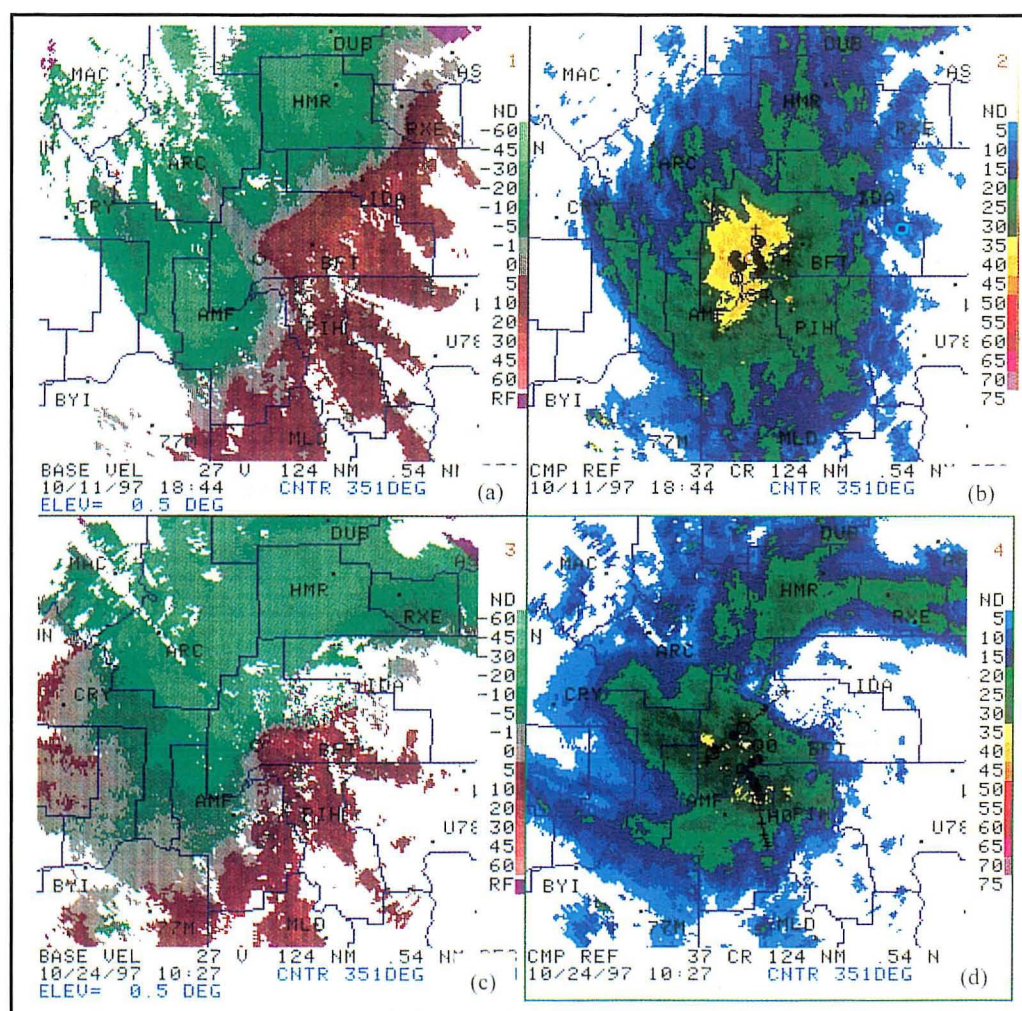 DUB
MAC
AS
1
HMR
ND
-60
RXE
45
UN
ARC
30
20
CRY
IDA
-10
-5
-1
0
BFT
5
10
AMF
PIH
20
30
U78
45
60
BYI
RF
77M
MLD
BASE VEL 27 V 124 NM .54 NM
10/11/97 18:44 CNTR 351DEG
ELEV= 0.5 DEG
(a)
DUB
MAC
AS
2
HMR
ND
5
RXE
10
N
ARC
15
20
CRY
IDA
25
30
35
40
BFT
45
50
AMF
PIH
55
60
U78
65
70
BYI
75
77M
MLD
CMP REF 37 CR 124 NM .54 N
10/11/97 18:44 CNTR 351DEG
(b)
DUB
MAC
AS
3
HMR
ND
-60
RXE
45
UN
ARC
-30
-20
CRY
IDA
-10
-5
-1
0
BFT
5
10
AMF
PIH
20
30
U78
45
60
BYI
RF
77M
MLD
BASE VEL 27 V 124 NM .54 NM
10/24/97 10:27 CNTR 351DEG
ELEV= 0.5 DEG
(c)
DUB
MAC
AS
4
HMR
ND
5
RXE
10
N
ARC
15
20
CRY
IDA
25
30
35
40
BFT
45
50
AMF
55
60
U78
65
70
BYI
75
77M
MLD
CMP REF 37 CR 124 NM .54 N
10/24/97 10:27 CNTR 351DEG
(d)